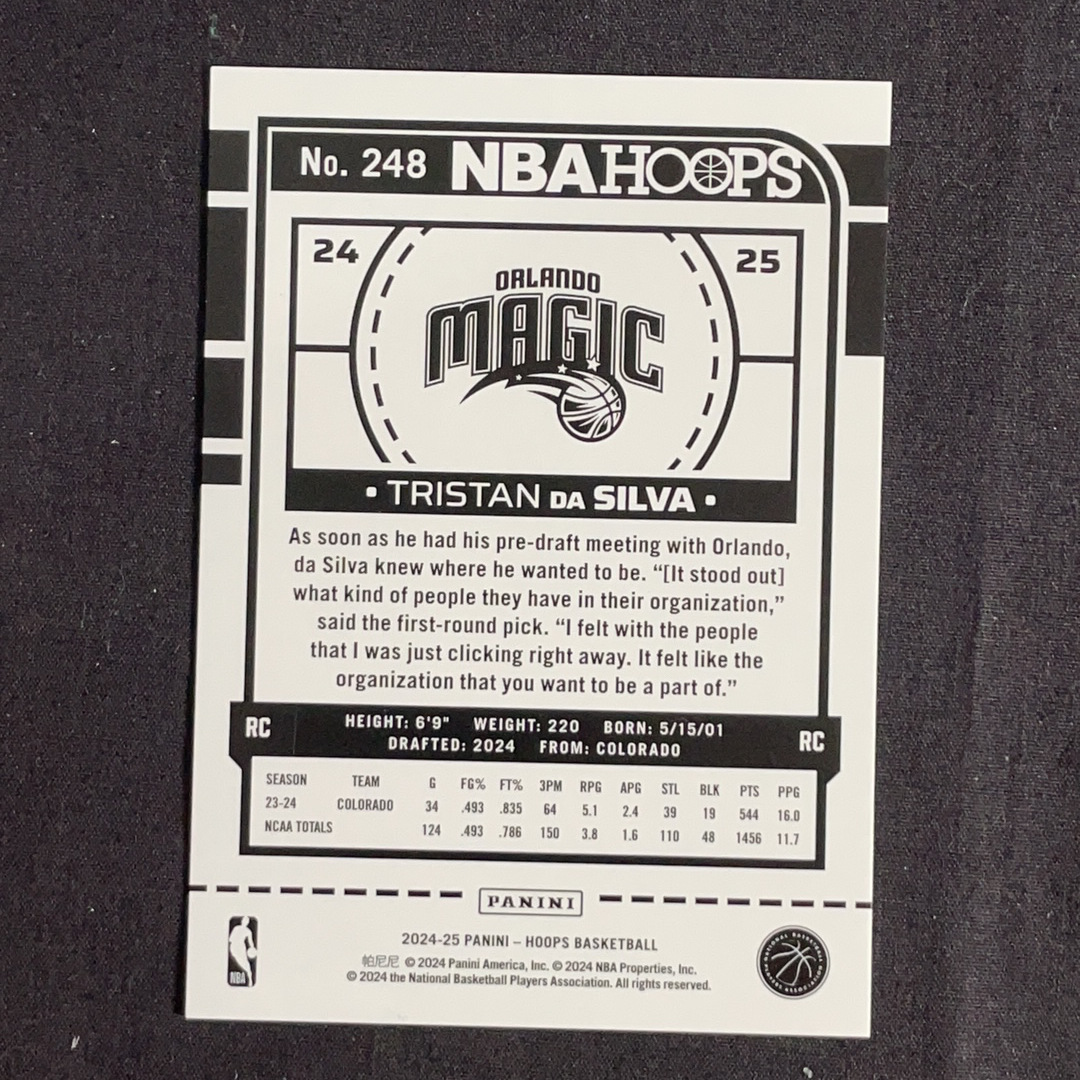 No. 248 NBA HOOPS
24 25
ORLANDO
MAGIC
• TRISTAN DA SILVA •
As soon as he had his pre-draft meeting with Orlando,
da Silva knew where he wanted to be. “[It stood out]
what kind of people they have in their organization,”
said the first-round pick. “I felt with the people
that I was just clicking right away. It felt like the
organization that you want to be a part of.”
RC HEIGHT: 6'9" WEIGHT: 220 BORN: 5/15/01 RC
DRAFTED: 2024 FROM: COLORADO
SEASON TEAM G FG% FT% 3PM RPG APG STL BLK PTS PPG
23-24 COLORADO 34 .493 .835 64 5.1 2.4 39 19 544 16.0
NCAA TOTALS 124 .493 .786 150 3.8 1.6 110 48 1456 11.7
PANINI
2024-25 PANINI – HOOPS BASKETBALL
帕尼尼 © 2024 Panini America, Inc. © 2024 NBA Properties, Inc.
© 2024 the National Basketball Players Association. All rights reserved.
NBA
NATIONAL BASKETBALL PLAYERS ASSOCIATION